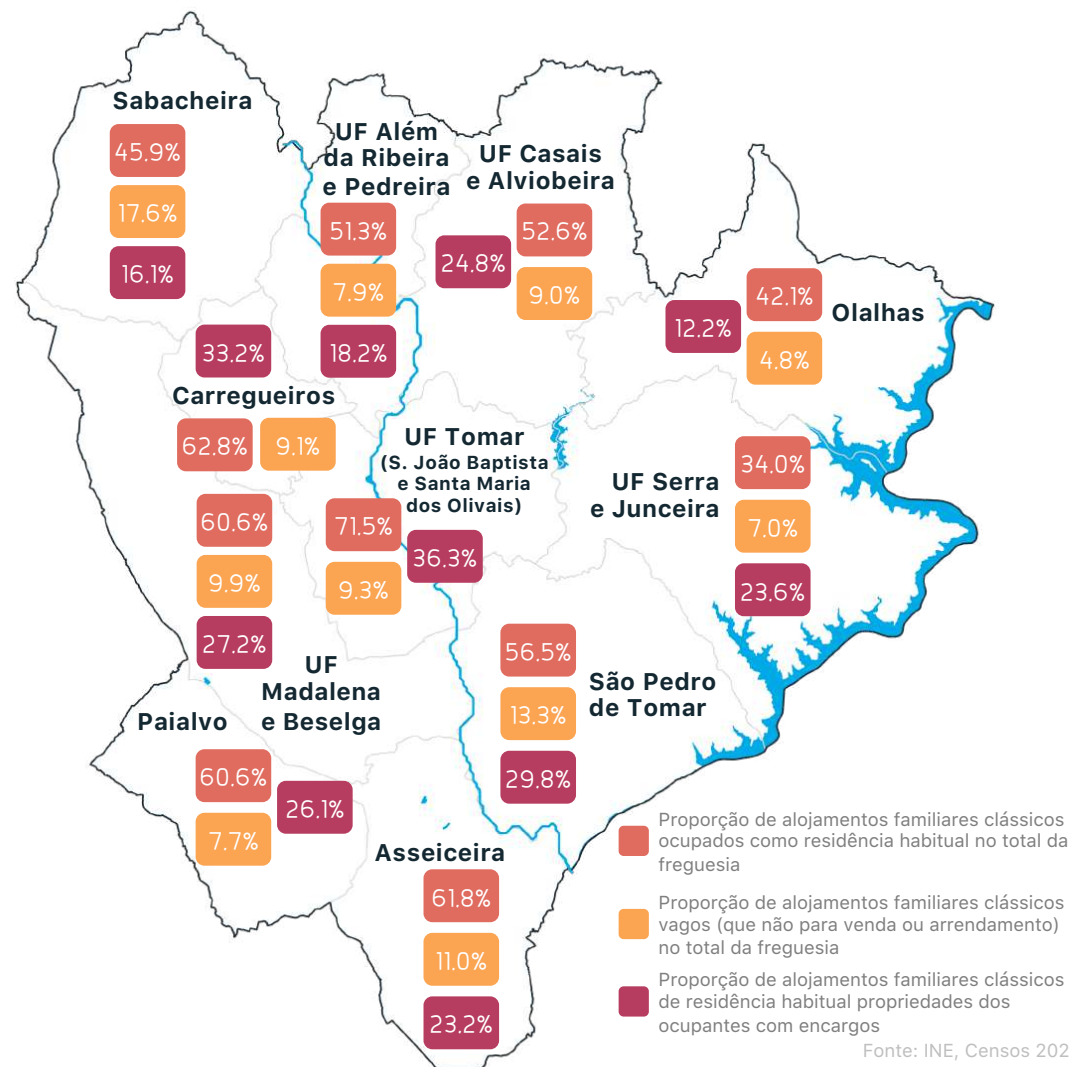 Sabacheira
45.9%
17.6%
16.1%
UF Além
da Ribeira
e Pedreira
51.3%
7.9%
18.2%
UF Casais
e Alviobeira
52.6%
24.8%
9.0%
42.1%
Olalhas
12.2%
4.8%
33.2%
Carregueiros
62.8%
9.1%
UF Tomar
(S. João Baptista
e Santa Maria
dos Olivais)
71.5%
36.3%
9.3%
UF Serra
e Junceira
34.0%
7.0%
23.6%
60.6%
9.9%
27.2%
UF
Madalena
e Beselga
56.5%
13.3%
29.8%
São Pedro
de Tomar
Paialvo
60.6%
26.1%
7.7%
Asseiceira
61.8%
11.0%
23.2%
Proporção de alojamentos familiares clássicos
ocupados como residência habitual no total da
freguesia
Proporção de alojamentos familiares clássicos
vagos (que não para venda ou arrendamento)
no total da freguesia
Proporção de alojamentos familiares clássicos
de residência habitual propriedades dos
ocupantes com encargos
Fonte: INE, Censos 202